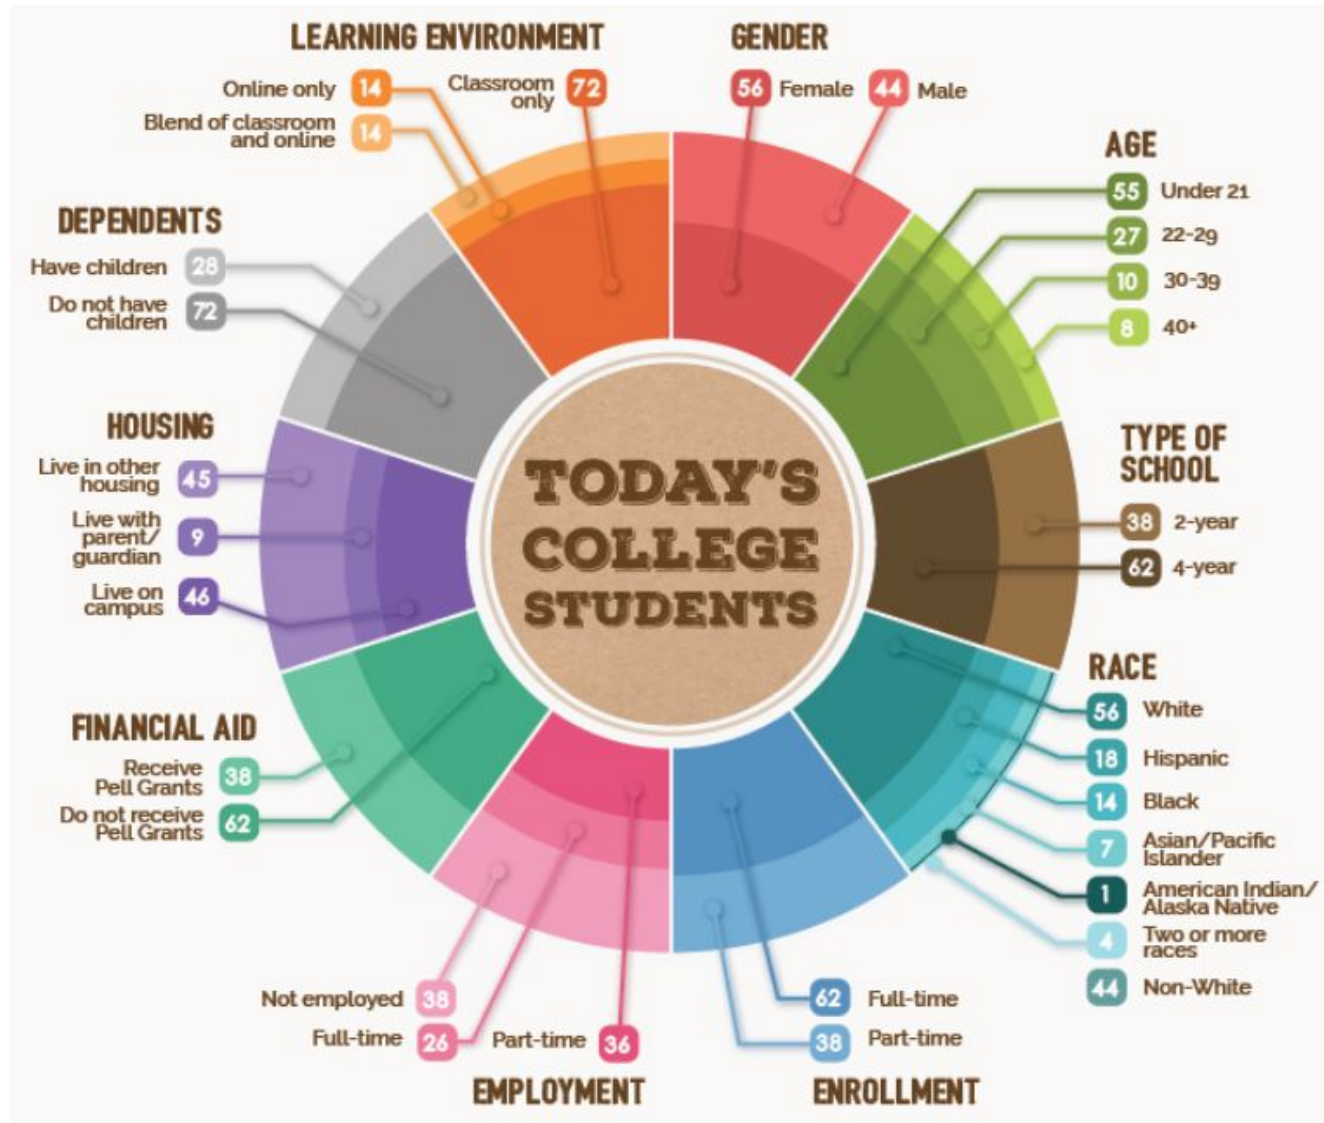 LEARNING ENVIRONMENT
Online only 14
Blend of classroom
and online 14
Classroom
only 72
GENDER
56 Female
44 Male
AGE
55 Under 21
27 22-29
10 30-39
8 40+
TYPE OF
SCHOOL
38 2-year
62 4-year
RACE
56 White
18 Hispanic
14 Black
7 Asian/Pacific
Islander
1 American Indian/
Alaska Native
4 Two or more
races
44 Non-White
ENROLLMENT
62 Full-time
38 Part-time
EMPLOYMENT
Not employed 38
Full-time 26
Part-time 36
FINANCIAL AID
Receive
Pell Grants 38
Do not receive
Pell Grants 62
HOUSING
Live in other
housing 45
Live with
parent/
guardian 9
Live on
campus 46
DEPENDENTS
Have children 28
Do not have
children 72
TODAY'S
COLLEGE
STUDENTS